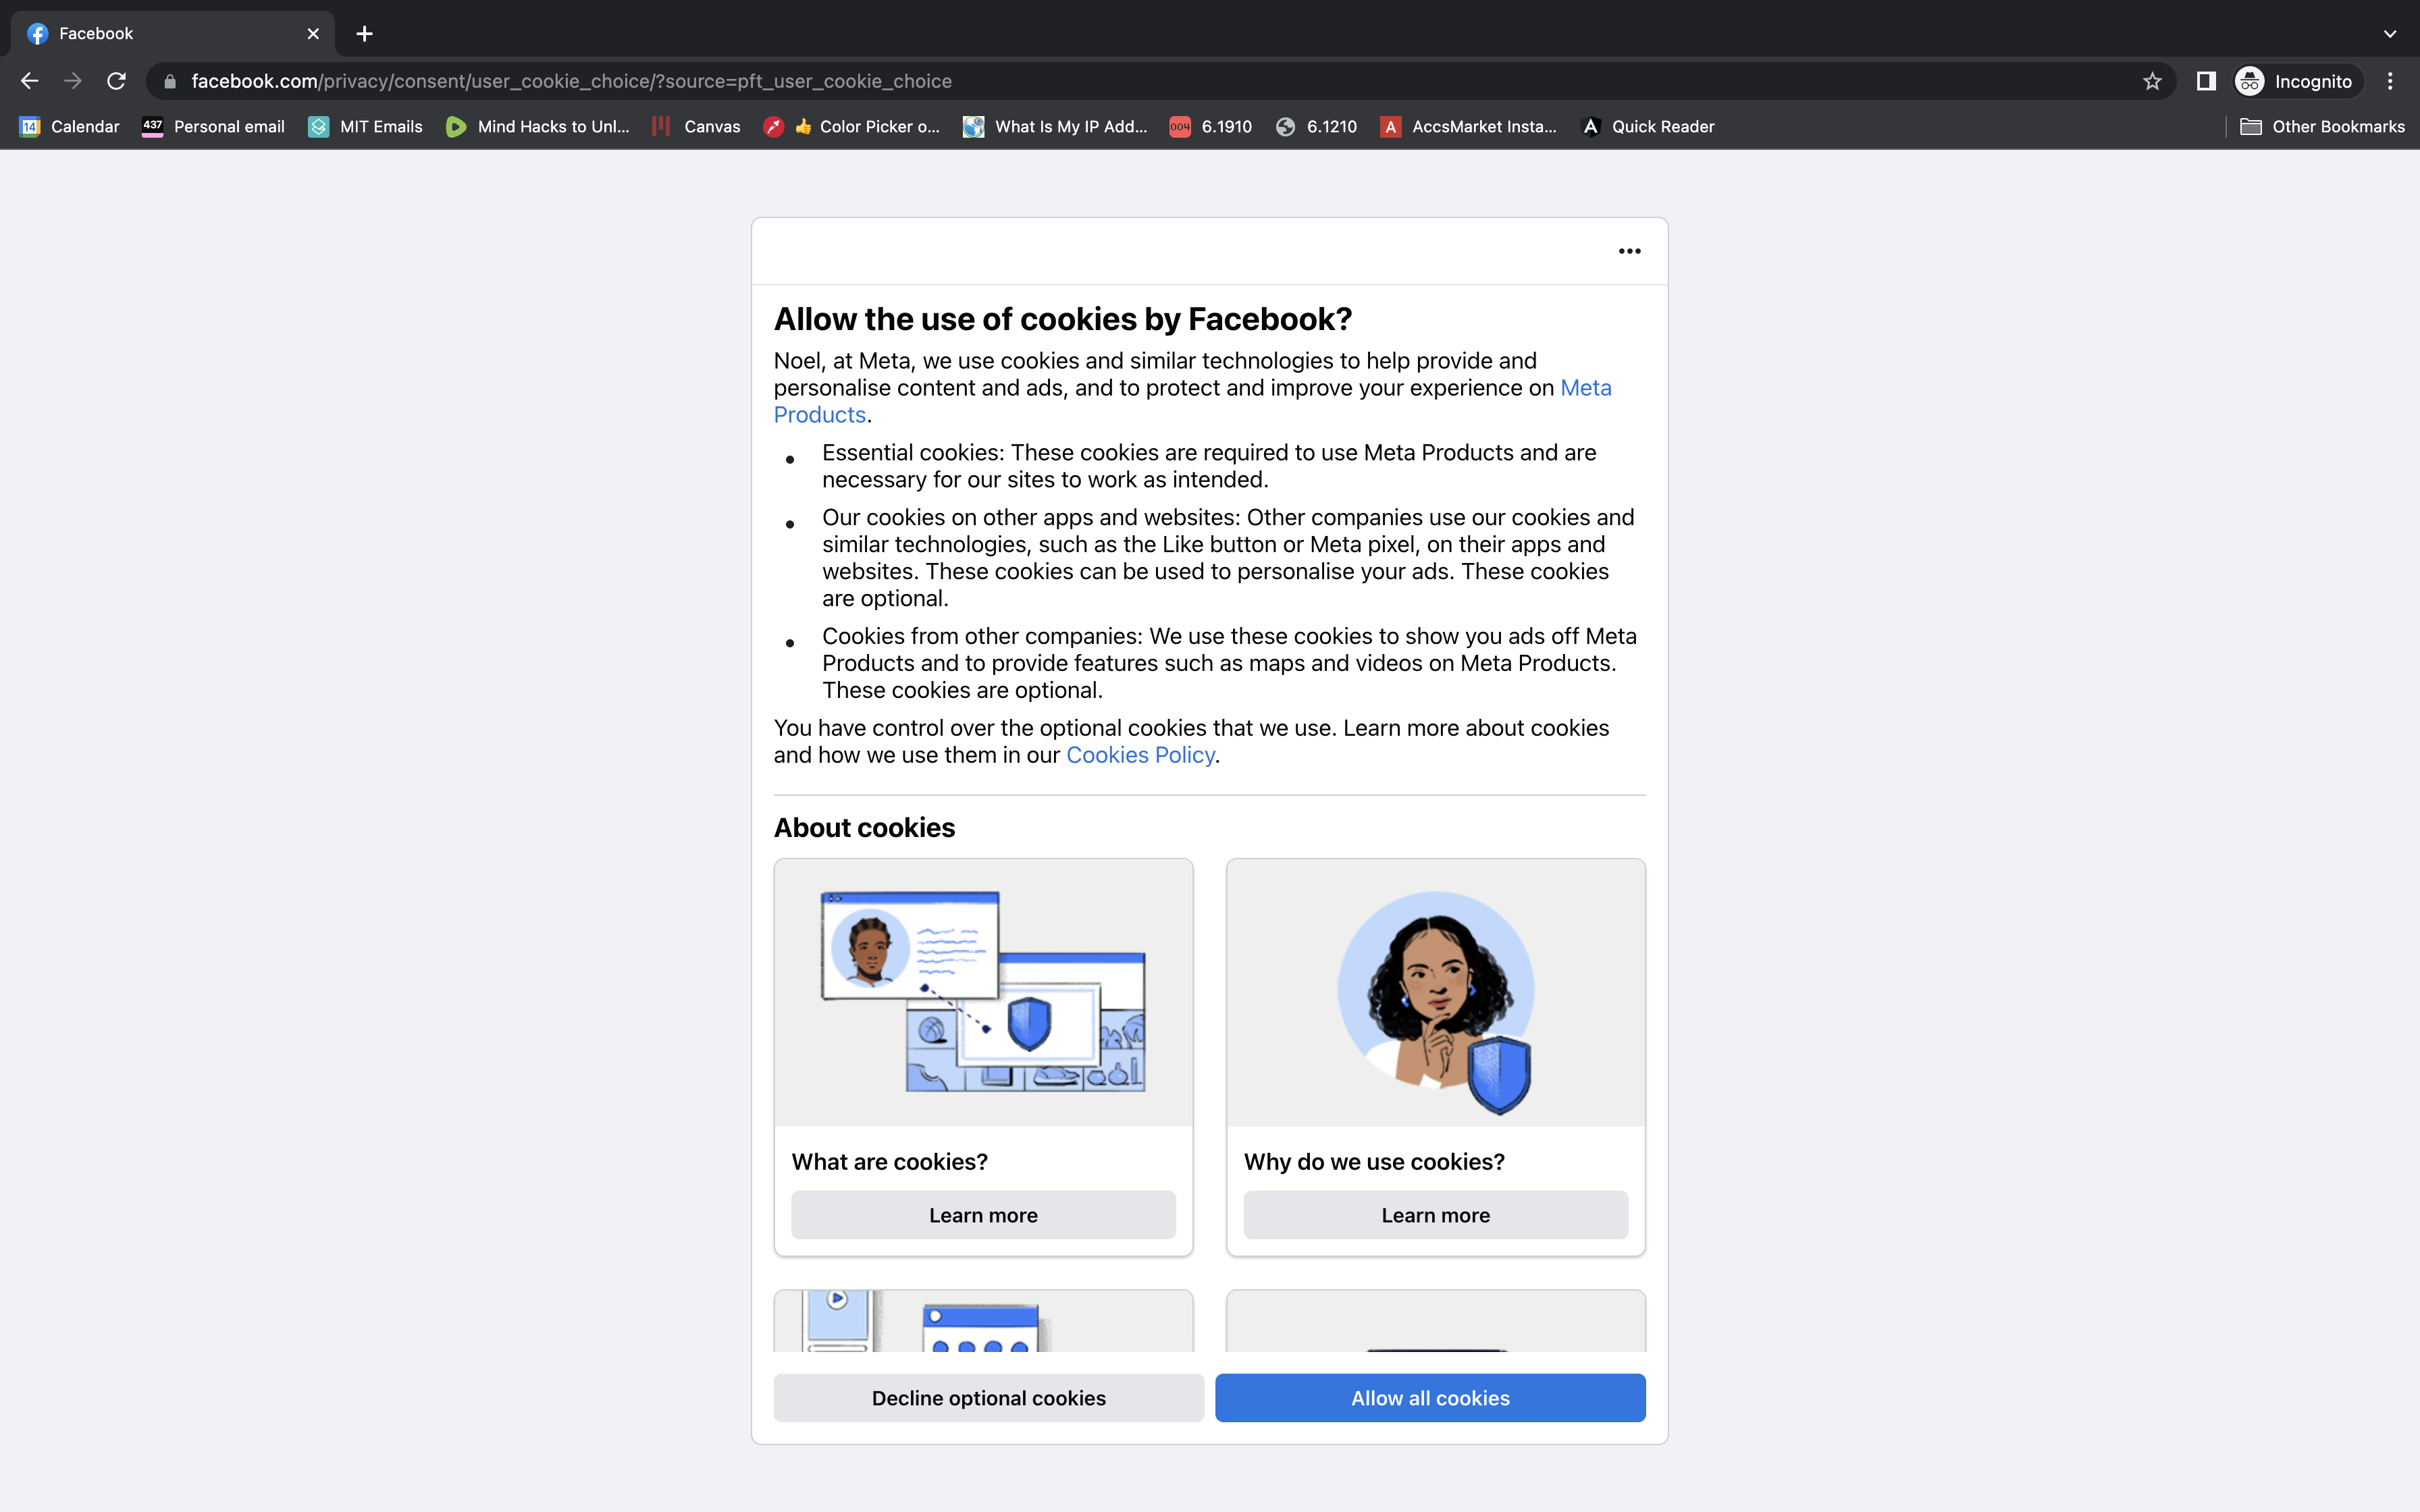 Facebook
facebook.com/privacy/consent/user_cookie_choice/?source=pft_user_cookie_choice
Incognito
14 Calendar 437 Personal email MIT Emails Mind Hacks to Unl... Canvas 👍 Color Picker o... What Is My IP Add... 004 6.1910 6.1210 A AccsMarket Insta... A Quick Reader Other Bookmarks
Allow the use of cookies by Facebook?
Noel, at Meta, we use cookies and similar technologies to help provide and
personalise content and ads, and to protect and improve your experience on Meta
Products.
• Essential cookies: These cookies are required to use Meta Products and are
necessary for our sites to work as intended.
• Our cookies on other apps and websites: Other companies use our cookies and
similar technologies, such as the Like button or Meta pixel, on their apps and
websites. These cookies can be used to personalise your ads. These cookies
are optional.
• Cookies from other companies: We use these cookies to show you ads off Meta
Products and to provide features such as maps and videos on Meta Products.
These cookies are optional.
You have control over the optional cookies that we use. Learn more about cookies
and how we use them in our Cookies Policy.
About cookies
What are cookies?
Learn more
Why do we use cookies?
Learn more
Decline optional cookies
Allow all cookies